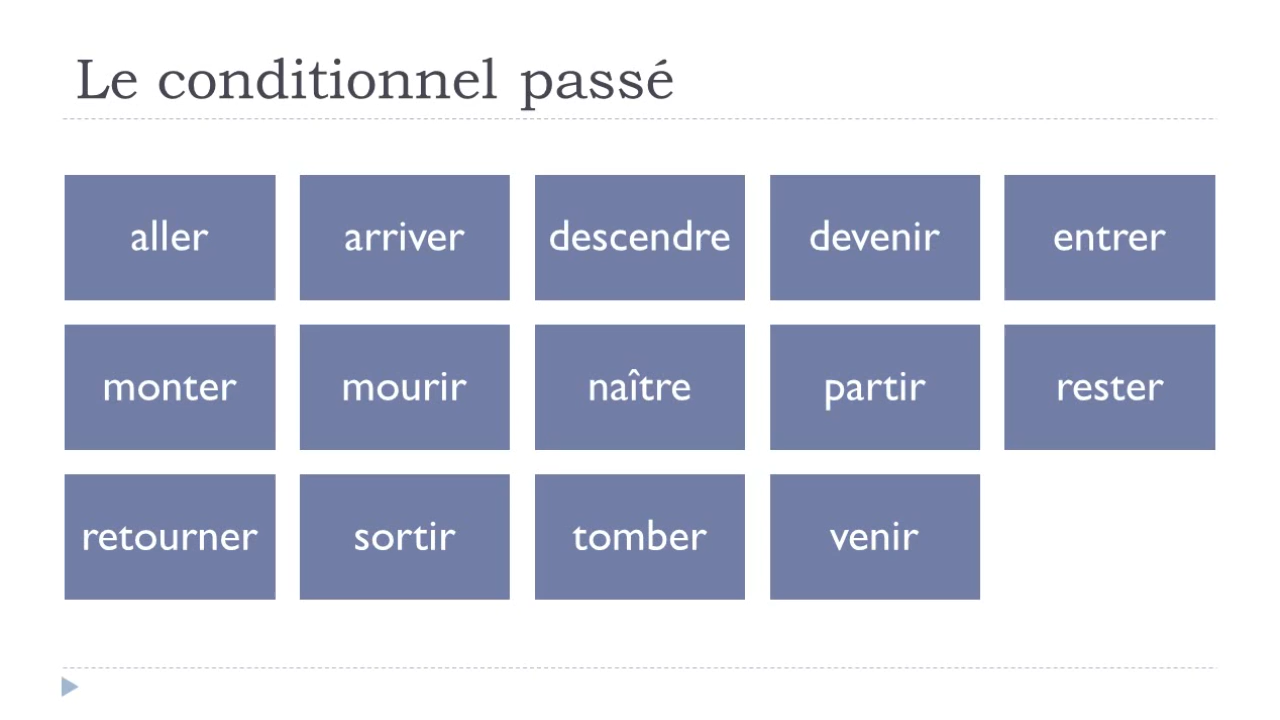 Le conditionnel passé
aller arriver descendre devenir entrer
monter mourir naître partir rester
retourner sortir tomber venir